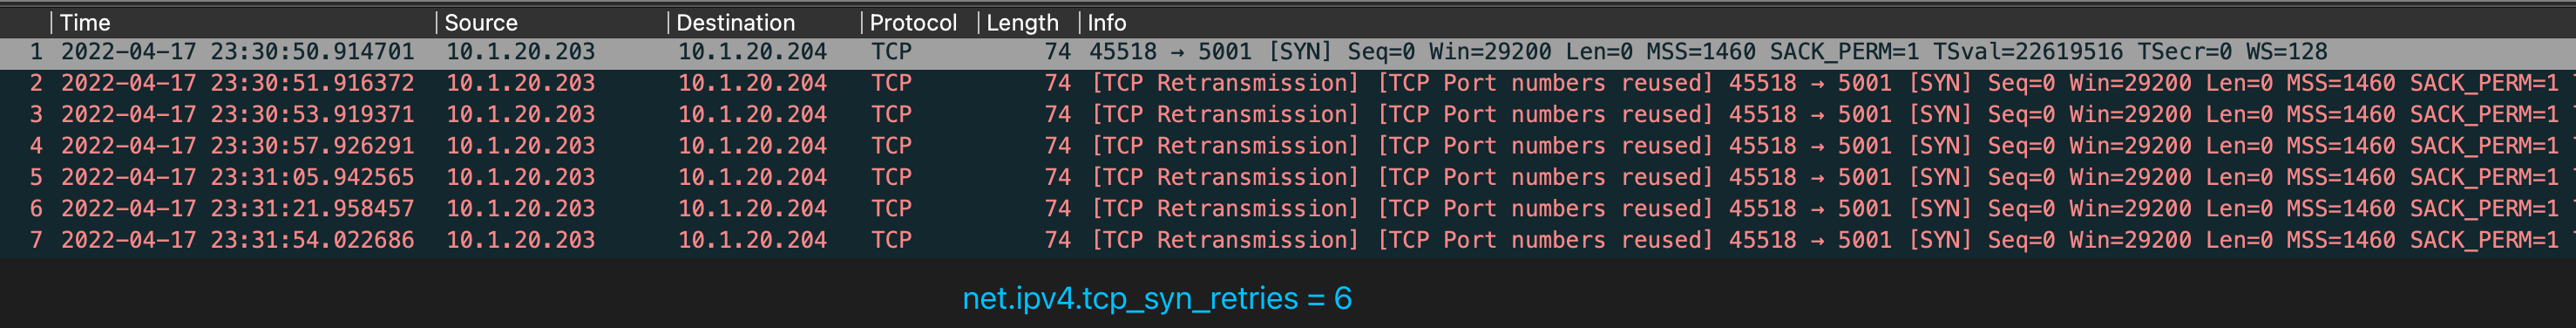 Time Source Destination Protocol Length Info
1 2022-04-17 23:30:50.914701 10.1.20.203 10.1.20.204 TCP 74 45518 → 5001 [SYN] Seq=0 Win=29200 Len=0 MSS=1460 SACK_PERM=1 TSval=22619516 TSecr=0 WS=128
2 2022-04-17 23:30:51.916372 10.1.20.203 10.1.20.204 TCP 74 [TCP Retransmission] [TCP Port numbers reused] 45518 → 5001 [SYN] Seq=0 Win=29200 Len=0 MSS=1460 SACK_PERM=1
3 2022-04-17 23:30:53.919371 10.1.20.203 10.1.20.204 TCP 74 [TCP Retransmission] [TCP Port numbers reused] 45518 → 5001 [SYN] Seq=0 Win=29200 Len=0 MSS=1460 SACK_PERM=1
4 2022-04-17 23:30:57.926291 10.1.20.203 10.1.20.204 TCP 74 [TCP Retransmission] [TCP Port numbers reused] 45518 → 5001 [SYN] Seq=0 Win=29200 Len=0 MSS=1460 SACK_PERM=1
5 2022-04-17 23:31:05.942565 10.1.20.203 10.1.20.204 TCP 74 [TCP Retransmission] [TCP Port numbers reused] 45518 → 5001 [SYN] Seq=0 Win=29200 Len=0 MSS=1460 SACK_PERM=1
6 2022-04-17 23:31:21.958457 10.1.20.203 10.1.20.204 TCP 74 [TCP Retransmission] [TCP Port numbers reused] 45518 → 5001 [SYN] Seq=0 Win=29200 Len=0 MSS=1460 SACK_PERM=1
7 2022-04-17 23:31:54.022686 10.1.20.203 10.1.20.204 TCP 74 [TCP Retransmission] [TCP Port numbers reused] 45518 → 5001 [SYN] Seq=0 Win=29200 Len=0 MSS=1460 SACK_PERM=1
net.ipv4.tcp_syn_retries = 6